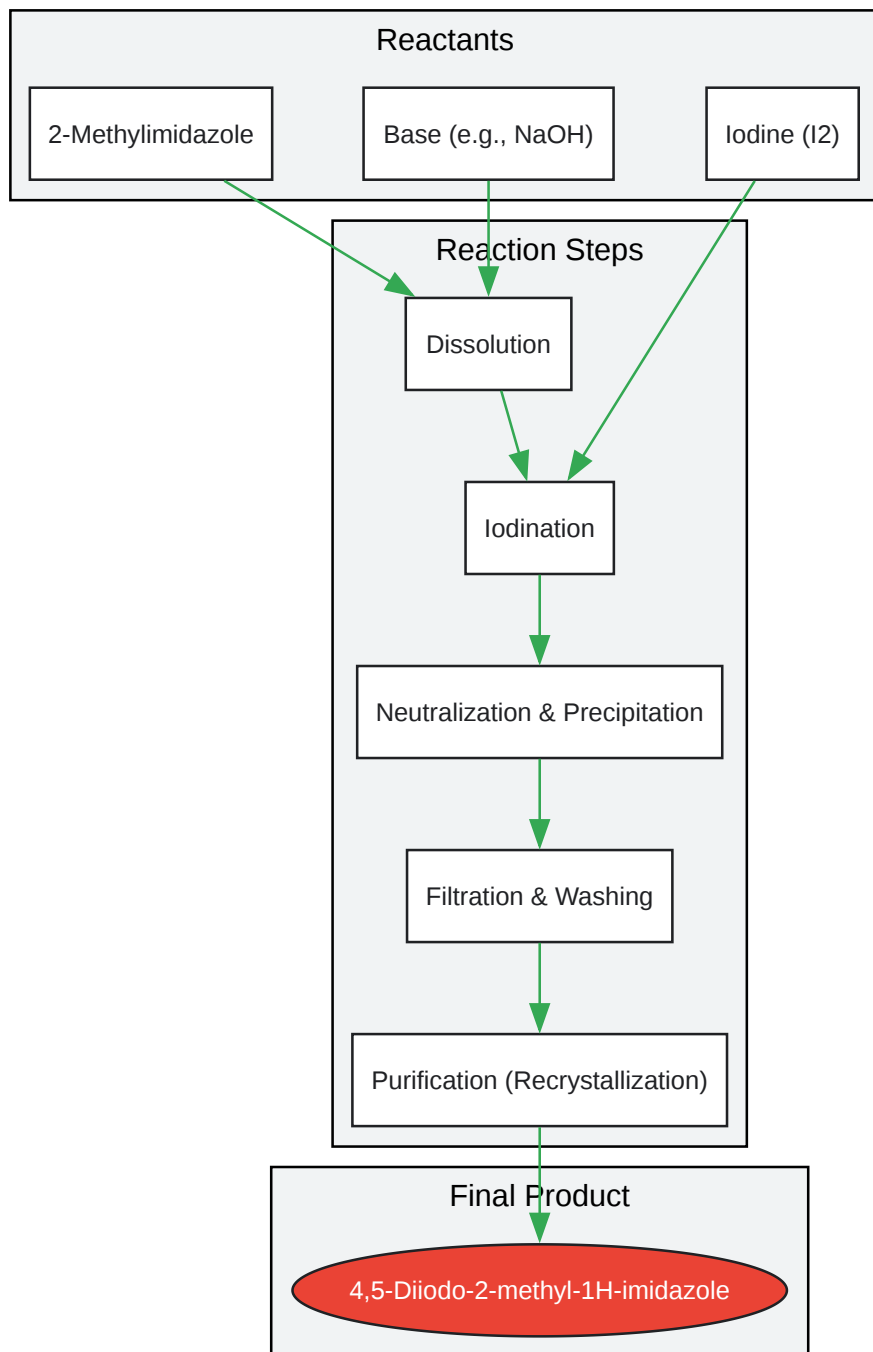 Reactants
2-Methylimidazole
Base (e.g., NaOH)
Iodine (I2)
Reaction Steps
Dissolution
Iodination
Neutralization & Precipitation
Filtration & Washing
Purification (Recrystallization)
Final Product
4,5-Diiodo-2-methyl-1H-imidazole